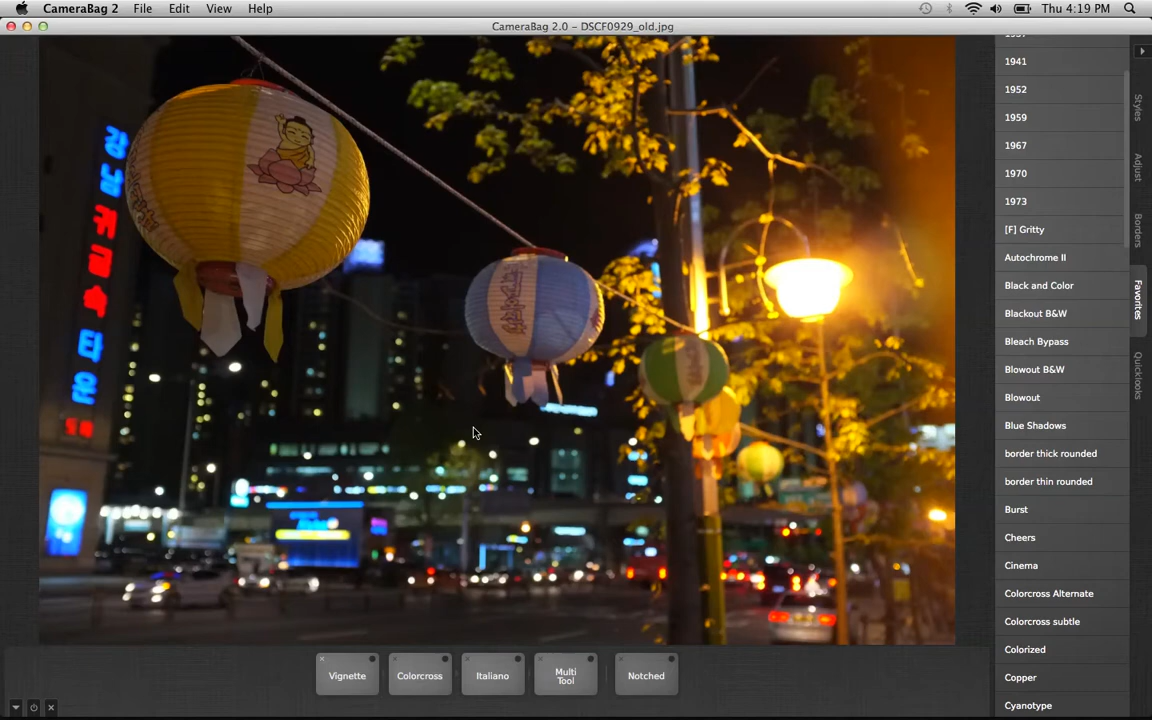 CameraBag 2
File
Edit
View
Help
Thu 4:19 PM
CameraBag 2.0 – DSCF0929_old.jpg
1941
1952
1959
1967
1970
1973
[F] Gritty
Autochrome II
Black and Color
Blackout B&W
Bleach Bypass
Blowout B&W
Blowout
Blue Shadows
border thick rounded
border thin rounded
Burst
Cheers
Cinema
Colorcross Alternate
Colorcross subtle
Colorized
Copper
Cyanotype
Styles
Adjust
Borders
Favorites
Quicklooks
Vignette
Colorcross
Italiano
Multi
Tool
Notched